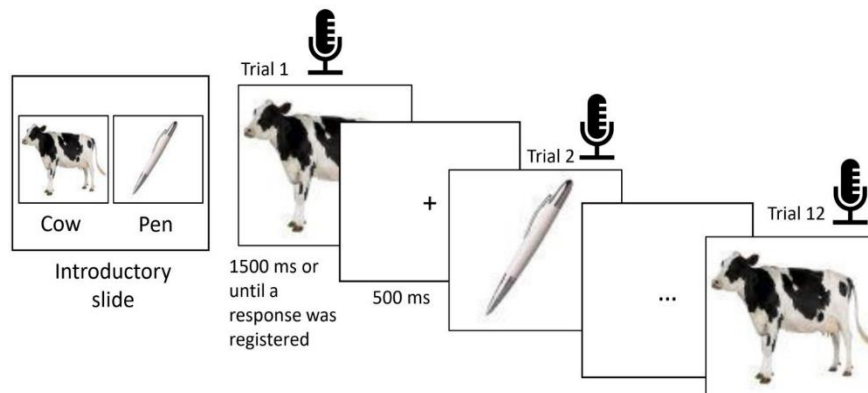 Cow
Pen
Introductory
slide
Trial 1
1500 ms or
until a
response was
registered
+
500 ms
Trial 2
...
Trial 12